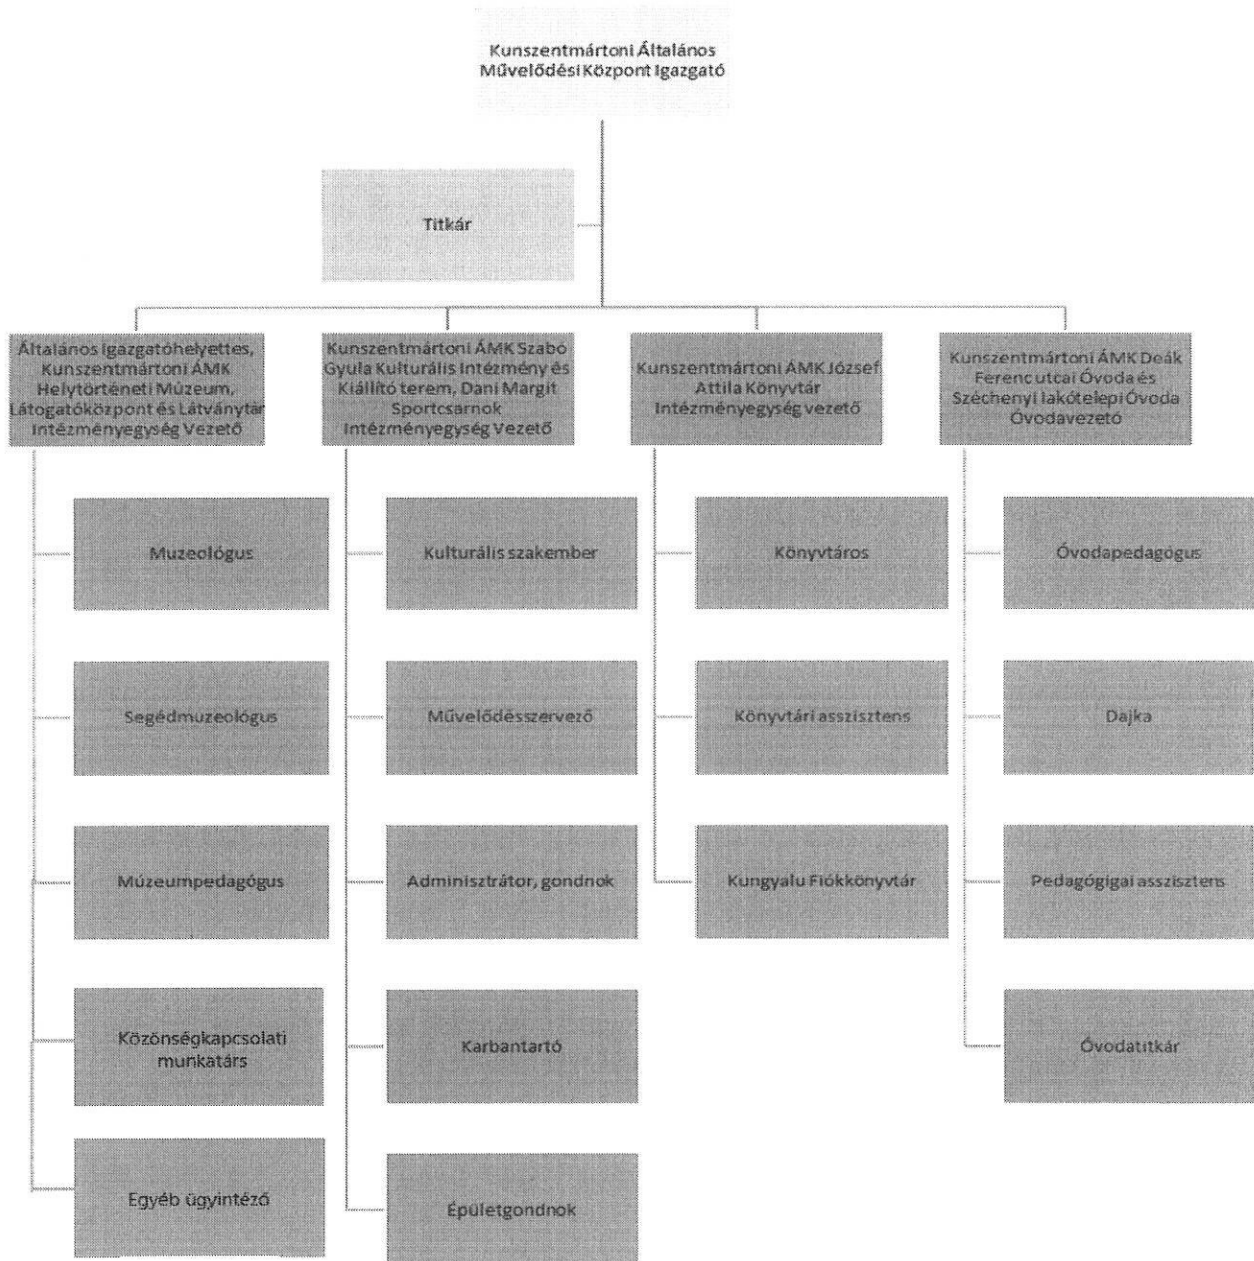 Kunszentmártoni Általános
Művelődési Központ Igazgató
Titkár
Általános igazgatóhelyettes,
Kunszentmártoni ÁMK
Helytörténeti Múzeum,
Látogatóközpont és Látványtár
Intézményegység Vezető
Kunszentmártoni ÁMK Szabó
Gyula Kulturális Intézmény és
Kiállító terem, Dani Margit
Sportcsarnok
Intézményegység Vezető
Kunszentmártoni ÁMK József
Attila Könyvtár
Intézményegység vezető
Kunszentmártoni ÁMK Deák
Ferenc utcai Óvoda és
Széchenyi lakótelepi Óvoda
Óvodavezető
Muzeológus
Segédmuzeológus
Múzeumpedagógus
Közönségkapcsolati
munkatárs
Egyéb ügyintéző
Kulturális szakember
Művelődésszervező
Adminisztrátor, gondnok
Karbantartó
Épületgondnok
Könyvtáros
Könyvtári asszisztens
Kungyalu Fiókkönyvtár
Óvodapedagógus
Dajka
Pedagógigai asszisztens
Óvodatitkár